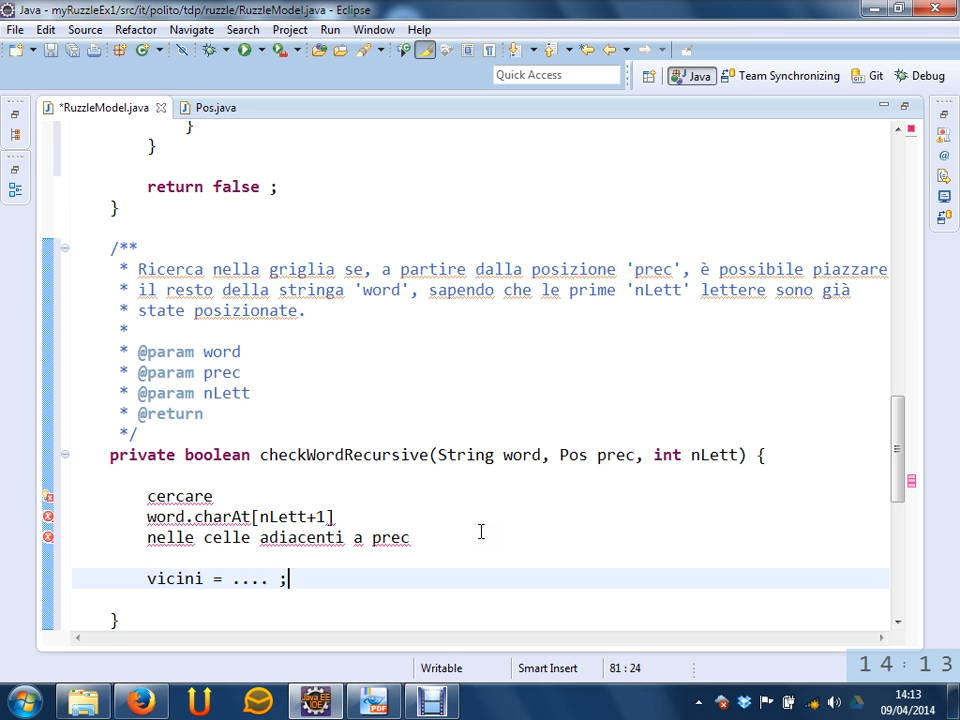 Java - myRuzzleEx1/src/it/polito/tdp/ruzzle/RuzzleModel.java - Eclipse
File Edit Source Refactor Navigate Search Project Run Window Help
Quick Access
Java Team Synchronizing Git Debug
*RuzzleModel.java Pos.java
}
}
return false ;
}
/**
* Ricerca nella griglia se, a partire dalla posizione 'prec', è possibile piazzare
* il resto della stringa 'word', sapendo che le prime 'nLett' lettere sono già
* state posizionate.
*
* @param word
* @param prec
* @param nLett
* @return
*/
private boolean checkWordRecursive(String word, Pos prec, int nLett) {
cercare
word.charAt[nLett+1]
nelle celle adiacenti a prec
vicini = .... ;
}
Writable Smart Insert 81 : 24
14:13
14:13
09/04/2014